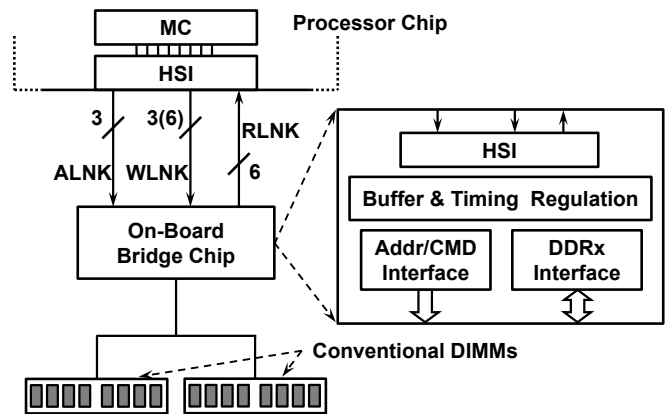 MC
Processor Chip
HSI
3
3(6)
RLNK
ALNK
WLNK
6
HSI
Buffer & Timing Regulation
On-Board
Bridge Chip
Addr/CMD
Interface
DDRx
Interface
Conventional DIMMs